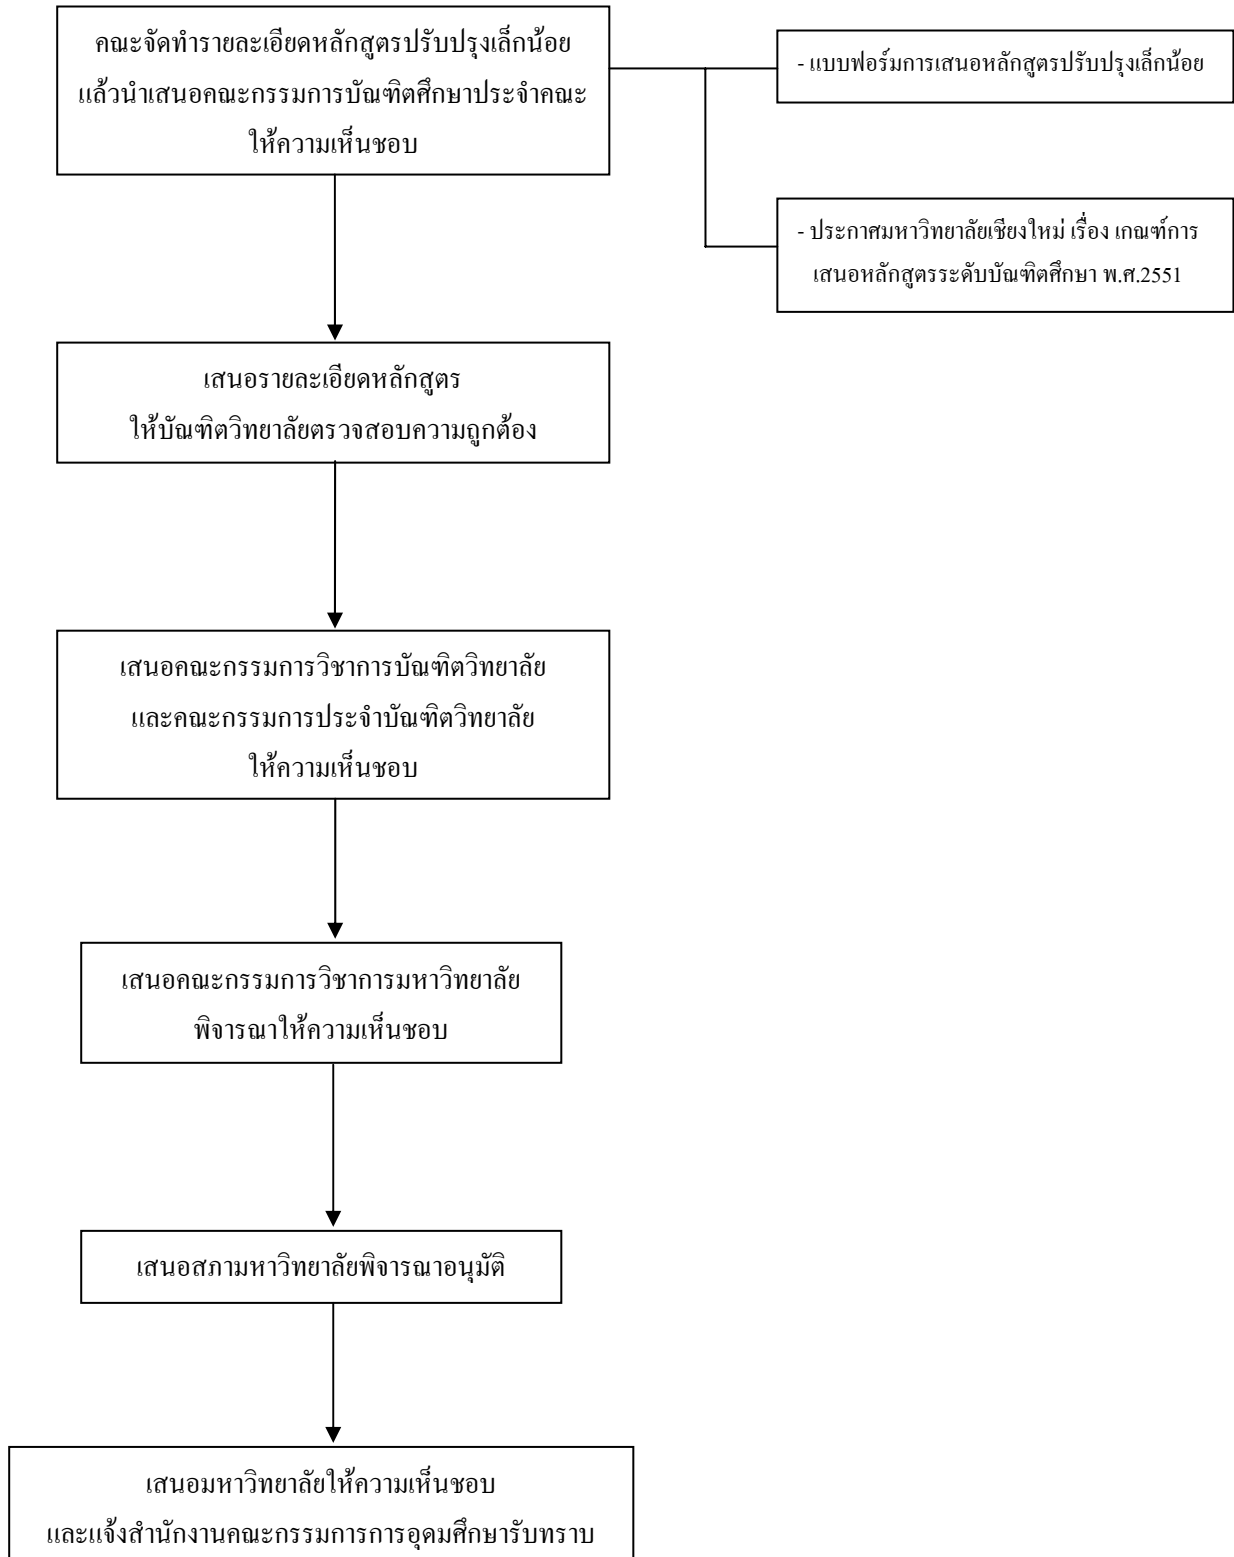 คณะจัดทำรายละเอียดหลักสูตรปรับปรุงเล็กน้อย
แล้วนำเสนอคณะกรรมการบัณฑิตศึกษาประจำคณะ
ให้ความเห็นชอบ
- แบบฟอร์มการเสนอหลักสูตรปรับปรุงเล็กน้อย
- ประกาศมหาวิทยาลัยเชียงใหม่ เรื่อง เกณฑ์การ
เสนอหลักสูตรระดับบัณฑิตศึกษา พ.ศ.2551
เสนอรายละเอียดหลักสูตร
ให้บัณฑิตวิทยาลัยตรวจสอบความถูกต้อง
เสนอคณะกรรมการวิชาการบัณฑิตวิทยาลัย
และคณะกรรมการประจำบัณฑิตวิทยาลัย
ให้ความเห็นชอบ
เสนอคณะกรรมการวิชาการมหาวิทยาลัย
พิจารณาให้ความเห็นชอบ
เสนอสภามหาวิทยาลัยพิจารณาอนุมัติ
เสนอมหาวิทยาลัยให้ความเห็นชอบ
และแจ้งสำนักงานคณะกรรมการการอุดมศึกษารับทราบ